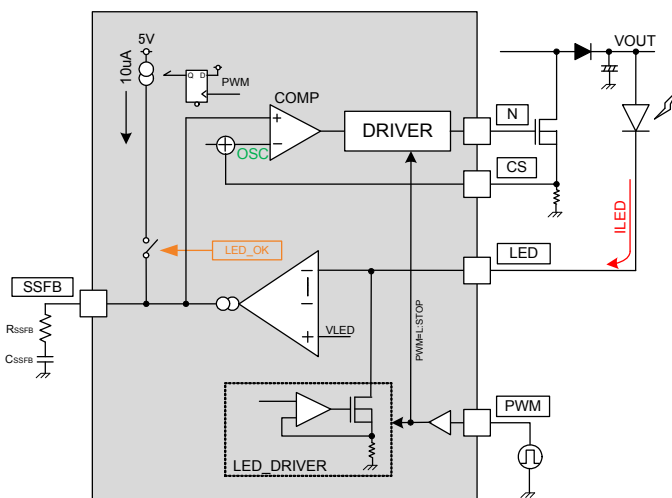 5V
10uA
Q D
PWM
COMP
+
−
OSC
DRIVER
N
VOUT
CS
ILED
LED_OK
LED
SSFB
RSSFB
CSSFB
+
VLED
PWM=L:STOP
PWM
LED_DRIVER